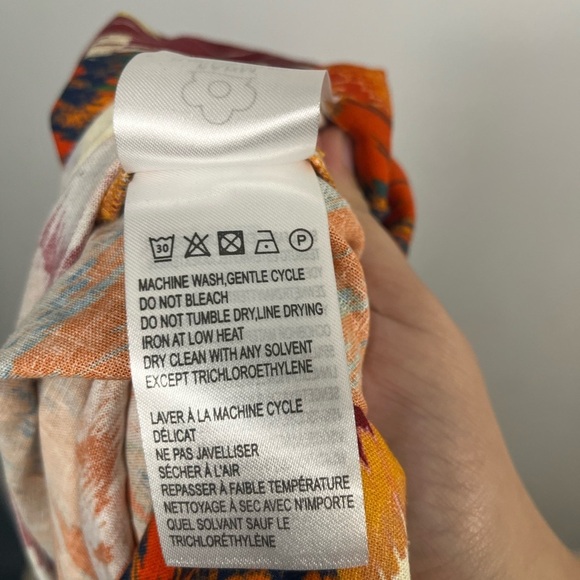 30
P
MACHINE WASH,GENTLE CYCLE
DO NOT BLEACH
DO NOT TUMBLE DRY,LINE DRYING
IRON AT LOW HEAT
DRY CLEAN WITH ANY SOLVENT
EXCEPT TRICHLOROETHYLENE
LAVER À LA MACHINE CYCLE
DÉLICAT
NE PAS JAVELLISER
SÉCHER À L'AIR
REPASSER À FAIBLE TEMPÉRATURE
NETTOYAGE À SEC AVEC N'IMPORTE
QUEL SOLVANT SAUF LE
TRICHLORÉTHYLÈNE